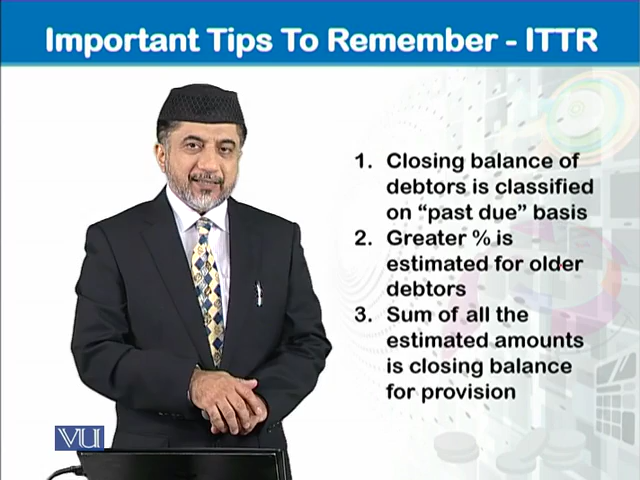 Important Tips To Remember - ITTR
1. Closing balance of
debtors is classified
on “past due” basis
2. Greater % is
estimated for older
debtors
3. Sum of all the
estimated amounts
is closing balance
for provision
VU